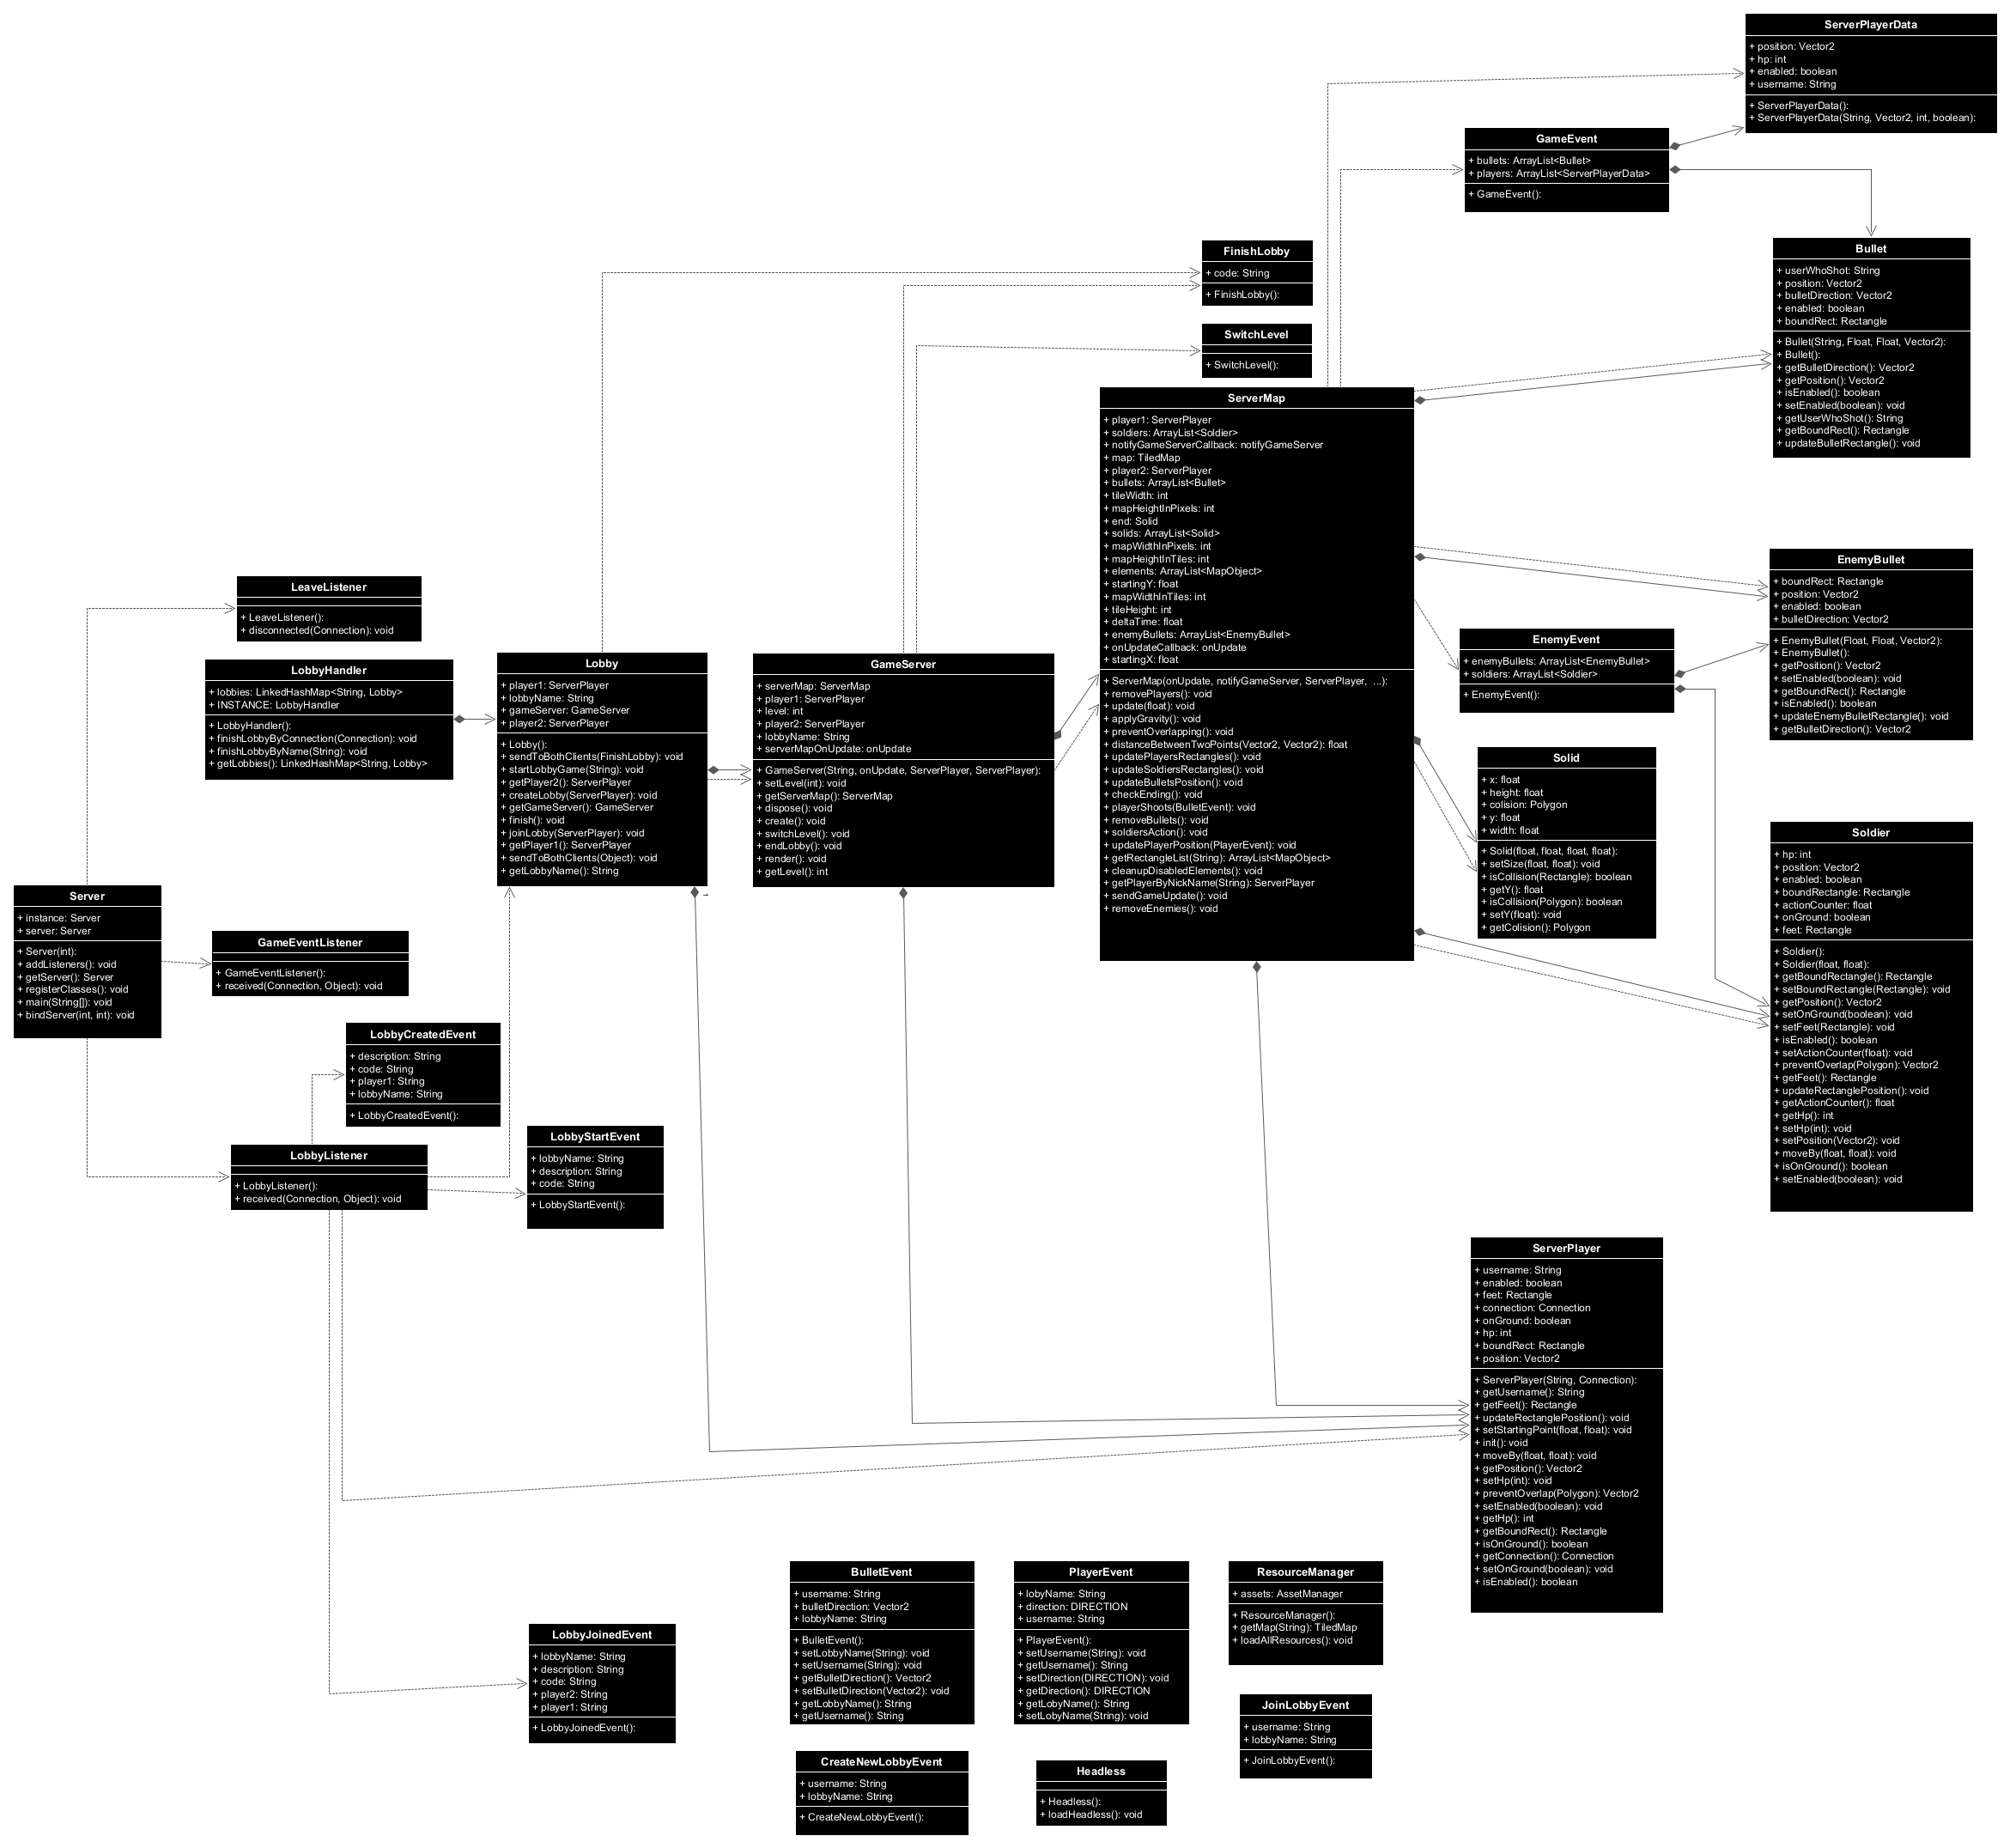 ServerPlayerData
+ position: Vector2
+ hp: int
+ enabled: boolean
+ username: String
+ ServerPlayerData():
+ ServerPlayerData(String, Vector2, int, boolean):
GameEvent
+ bullets: ArrayList<Bullet>
+ players: ArrayList<ServerPlayerData>
+ GameEvent():
FinishLobby
+ code: String
+ FinishLobby():
SwitchLevel
+ SwitchLevel():
Bullet
+ userWhoShot: String
+ position: Vector2
+ bulletDirection: Vector2
+ enabled: boolean
+ boundRect: Rectangle
+ Bullet(String, Float, Float, Vector2):
+ Bullet():
+ getBulletDirection(): Vector2
+ getPosition(): Vector2
+ isEnabled(): boolean
+ setEnabled(boolean): void
+ getUserWhoShot(): String
+ getBoundRect(): Rectangle
+ updateBulletRectangle(): void
ServerMap
+ player1: ServerPlayer
+ soldiers: ArrayList<Soldier>
+ notifyGameServerCallback: notifyGameServer
+ map: TiledMap
+ player2: ServerPlayer
+ bullets: ArrayList<Bullet>
+ tileWidth: int
+ mapHeightInPixels: int
+ end: Solid
+ solids: ArrayList<Solid>
+ mapWidthInPixels: int
+ mapHeightInTiles: int
+ elements: ArrayList<MapObject>
+ startingY: float
+ mapWidthInTiles: int
+ tileHeight: int
+ deltaTime: float
+ enemyBullets: ArrayList<EnemyBullet>
+ onUpdateCallback: onUpdate
+ startingX: float
+ ServerMap(onUpdate, notifyGameServer, ServerPlayer,  ...):
+ removePlayers(): void
+ update(float): void
+ applyGravity(): void
+ preventOverlapping(): void
+ distanceBetweenTwoPoints(Vector2, Vector2): float
+ updatePlayersRectangles(): void
+ updateSoldiersRectangles(): void
+ updateBulletsPosition(): void
+ checkEnding(): void
+ playerShoots(BulletEvent): void
+ removeBullets(): void
+ soldiersAction(): void
+ updatePlayerPosition(PlayerEvent): void
+ getRectangleList(String): ArrayList<MapObject>
+ cleanupDisabledElements(): void
+ getPlayerByNickName(String): ServerPlayer
+ sendGameUpdate(): void
+ removeEnemies(): void
EnemyBullet
+ boundRect: Rectangle
+ position: Vector2
+ enabled: boolean
+ bulletDirection: Vector2
+ EnemyBullet(Float, Float, Vector2):
+ EnemyBullet():
+ getPosition(): Vector2
+ setEnabled(boolean): void
+ getBoundRect(): Rectangle
+ isEnabled(): boolean
+ updateEnemyBulletRectangle(): void
+ getBulletDirection(): Vector2
EnemyEvent
+ enemyBullets: ArrayList<EnemyBullet>
+ soldiers: ArrayList<Soldier>
+ EnemyEvent():
LeaveListener
+ LeaveListener():
+ disconnected(Connection): void
LobbyHandler
+ lobbies: LinkedHashMap<String, Lobby>
+ INSTANCE: LobbyHandler
+ LobbyHandler():
+ finishLobbyByConnection(Connection): void
+ finishLobbyByName(String): void
+ getLobbies(): LinkedHashMap<String, Lobby>
Lobby
+ player1: ServerPlayer
+ lobbyName: String
+ gameServer: GameServer
+ player2: ServerPlayer
+ Lobby():
+ sendToBothClients(FinishLobby): void
+ startLobbyGame(String): void
+ getPlayer2(): ServerPlayer
+ createLobby(ServerPlayer): void
+ getGameServer(): GameServer
+ finish(): void
+ joinLobby(ServerPlayer): void
+ getPlayer1(): ServerPlayer
+ sendToBothClients(Object): void
+ getLobbyName(): String
GameServer
+ serverMap: ServerMap
+ player1: ServerPlayer
+ level: int
+ player2: ServerPlayer
+ lobbyName: String
+ serverMapOnUpdate: onUpdate
+ GameServer(String, onUpdate, ServerPlayer, ServerPlayer):
+ setLevel(int): void
+ getServerMap(): ServerMap
+ dispose(): void
+ create(): void
+ switchLevel(): void
+ endLobby(): void
+ render(): void
+ getLevel(): int
Solid
+ x: float
+ height: float
+ colision: Polygon
+ y: float
+ width: float
+ Solid(float, float, float, float):
+ setSize(float, float): void
+ isCollision(Rectangle): boolean
+ getY(): float
+ isCollision(Polygon): boolean
+ setY(float): void
+ getColision(): Polygon
Soldier
+ hp: int
+ position: Vector2
+ enabled: boolean
+ boundRectangle: Rectangle
+ actionCounter: float
+ onGround: boolean
+ feet: Rectangle
+ Soldier():
+ Soldier(float, float):
+ getBoundRectangle(): Rectangle
+ setBoundRectangle(Rectangle): void
+ getPosition(): Vector2
+ setOnGround(boolean): void
+ setFeet(Rectangle): void
+ isEnabled(): boolean
+ setActionCounter(float): void
+ preventOverlap(Polygon): Vector2
+ getFeet(): Rectangle
+ updateRectanglePosition(): void
+ getActionCounter(): float
+ getHp(): int
+ setHp(int): void
+ setPosition(Vector2): void
+ moveBy(float, float): void
+ isOnGround(): boolean
+ setEnabled(boolean): void
Server
+ instance: Server
+ server: Server
+ Server(int):
+ addListeners(): void
+ getServer(): Server
+ registerClasses(): void
+ main(String[]): void
+ bindServer(int, int): void
GameEventListener
+ GameEventListener():
+ received(Connection, Object): void
LobbyCreatedEvent
+ description: String
+ code: String
+ player1: String
+ lobbyName: String
+ LobbyCreatedEvent():
LobbyListener
+ LobbyListener():
+ received(Connection, Object): void
LobbyStartEvent
+ lobbyName: String
+ description: String
+ code: String
+ LobbyStartEvent():
ServerPlayer
+ username: String
+ enabled: boolean
+ feet: Rectangle
+ connection: Connection
+ onGround: boolean
+ hp: int
+ boundRect: Rectangle
+ position: Vector2
+ ServerPlayer(String, Connection):
+ getUsername(): String
+ getFeet(): Rectangle
+ updateRectanglePosition(): void
+ setStartingPoint(float, float): void
+ init(): void
+ moveBy(float, float): void
+ getPosition(): Vector2
+ setHp(int): void
+ preventOverlap(Polygon): Vector2
+ setEnabled(boolean): void
+ getHp(): int
+ getBoundRect(): Rectangle
+ isOnGround(): boolean
+ getConnection(): Connection
+ setOnGround(boolean): void
+ isEnabled(): boolean
LobbyJoinedEvent
+ lobbyName: String
+ description: String
+ code: String
+ player2: String
+ player1: String
+ LobbyJoinedEvent():
BulletEvent
+ username: String
+ bulletDirection: Vector2
+ lobbyName: String
+ BulletEvent():
+ setLobbyName(String): void
+ setUsername(String): void
+ getBulletDirection(): Vector2
+ setBulletDirection(Vector2): void
+ getLobbyName(): String
+ getUsername(): String
PlayerEvent
+ lobyName: String
+ direction: DIRECTION
+ username: String
+ PlayerEvent():
+ setUsername(String): void
+ getUsername(): String
+ setDirection(DIRECTION): void
+ getDirection(): DIRECTION
+ getLobyName(): String
+ setLobyName(String): void
ResourceManager
+ assets: AssetManager
+ ResourceManager():
+ getMap(String): TiledMap
+ loadAllResources(): void
JoinLobbyEvent
+ username: String
+ lobbyName: String
+ JoinLobbyEvent():
CreateNewLobbyEvent
+ username: String
+ lobbyName: String
+ CreateNewLobbyEvent():
Headless
+ Headless():
+ loadHeadless(): void